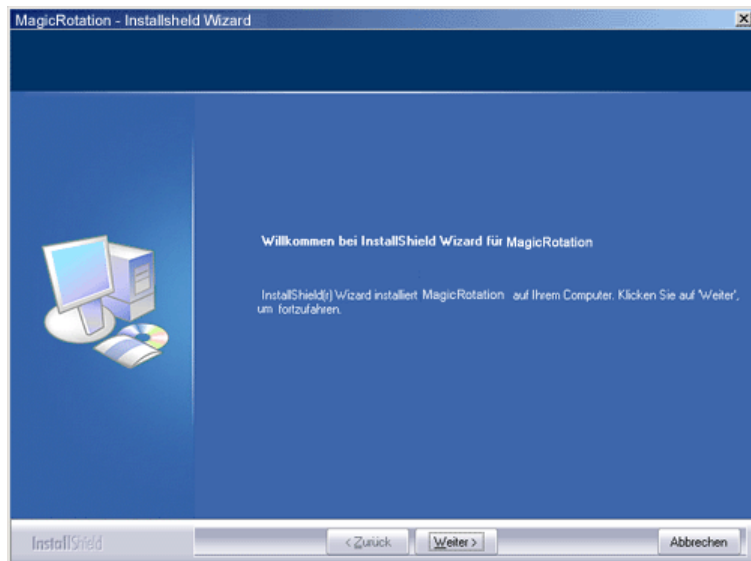 MagicRotation - Installsheld Wizard
Willkommen bei InstallShield Wizard für MagicRotation
InstallShield(r) Wizard installiert MagicRotation auf Ihrem Computer. Klicken Sie auf 'Weiter',
um fortzufahren.
InstallShield
< Zurück
Weiter >
Abbrechen